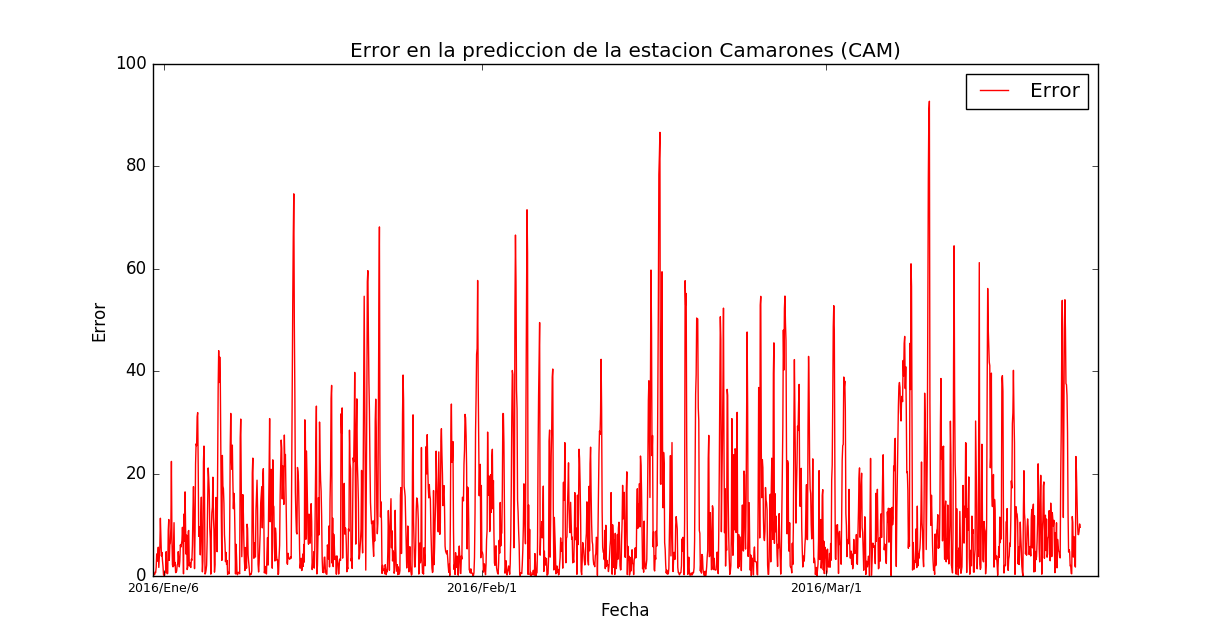 Error en la prediccion de la estacion Camarones (CAM)
100
80
60
40
20
0
Error
Error
2016/Ene/6
2016/Feb/1
2016/Mar/1
Fecha